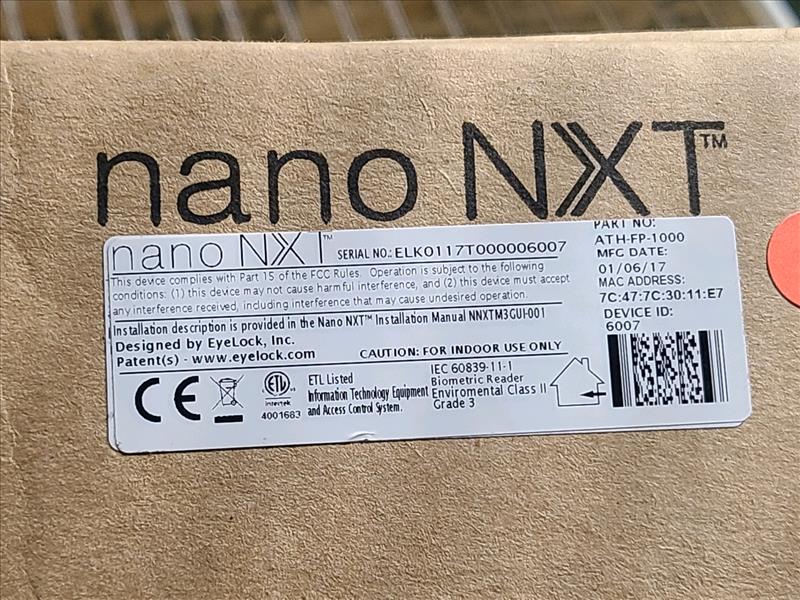 nano NXT™
nano NXT™ SERIAL NO.: ELK0117T000006007
This device complies with Part 15 of the FCC Rules. Operation is subject to the following
conditions: (1) this device may not cause harmful interference, and (2) this device must accept
any interference received, including interference that may cause undesired operation.
Installation description is provided in the Nano NXT™ Installation Manual NNXTM3GUI-001
Designed by EyeLock, Inc.
Patent(s) - www.eyelock.com
CAUTION: FOR INDOOR USE ONLY
PART NO:
ATH-FP-1000
MFG DATE:
01/06/17
MAC ADDRESS:
7C:47:7C:30:11:E7
DEVICE ID:
6007
CE
ETL
Intertek
4001683
ETL Listed
Information Technology Equipment
and Access Control System.
IEC 60839-11-1
Biometric Reader
Enviromental Class II
Grade 3